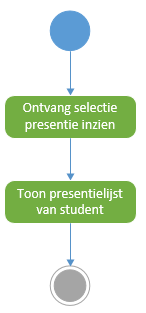 Ontvang selectie
presentie inzien
Toon presentielijst
van student